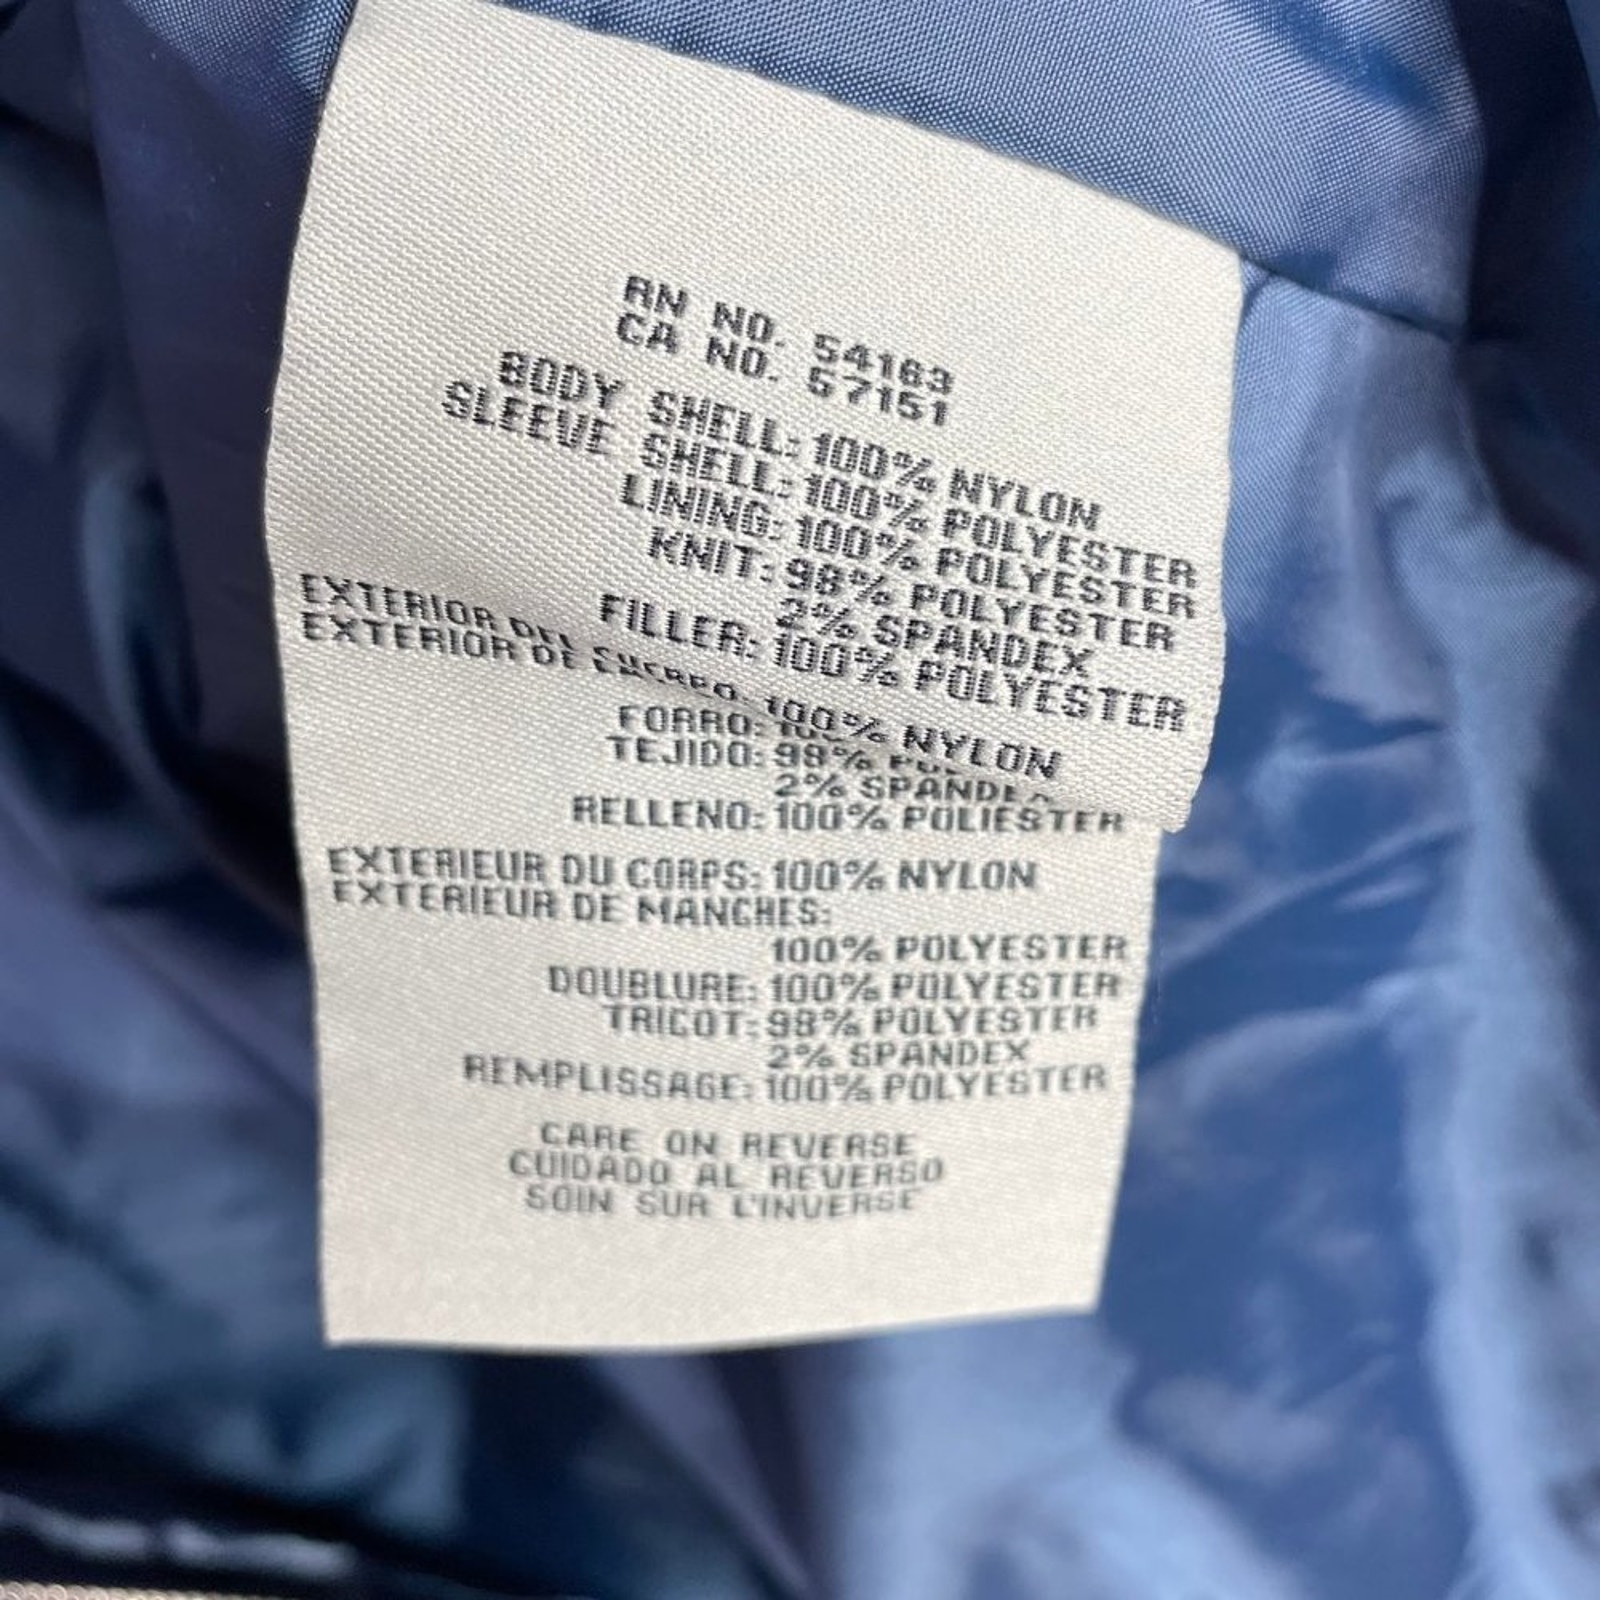 RN NO. 54163
CA NO. 57151
BODY SHELL: 100% NYLON
SLEEVE SHELL: 100% POLYESTER
LINING: 100% POLYESTER
KNIT: 98% POLYESTER
2% SPANDEX
FILLER: 100% POLYESTER
EXTERIOR DEL CUERPO: 100% NYLON
EXTERIOR DE
FORRO:
TEJIDO: 98%
2% SPANDEX
RELLENO: 100% POLIESTER
EXTERIEUR DU CORPS: 100% NYLON
EXTERIEUR DE MANCHES:
100% POLYESTER
DOUBLURE: 100% POLYESTER
TRICOT: 98% POLYESTER
2% SPANDEX
REMPLISSAGE: 100% POLYESTER
CARE ON REVERSE
CUIDADO AL REVERSO
SOIN SUR L'INVERSE